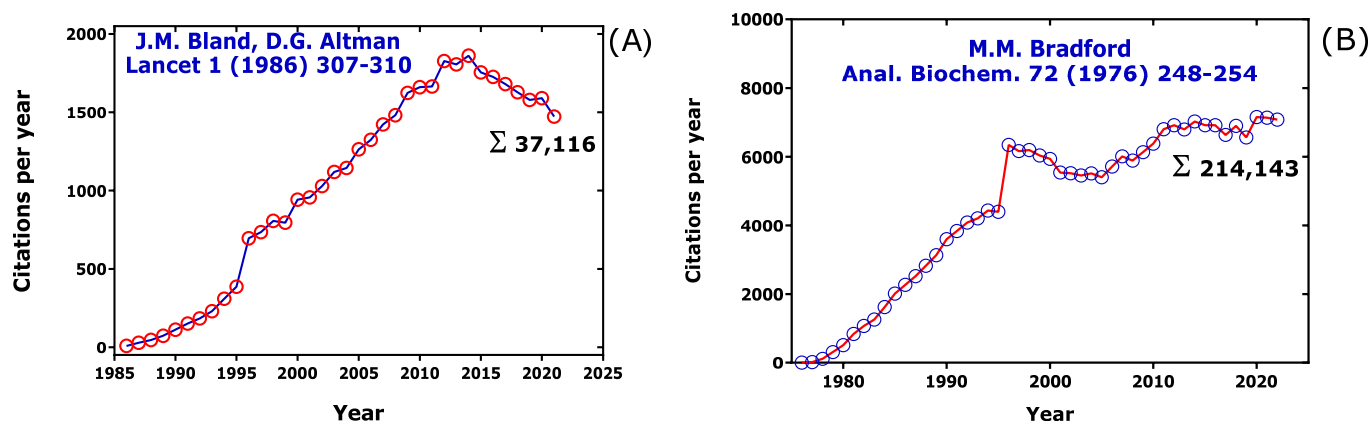 J.M. Bland, D.G. Altman
Lancet 1 (1986) 307-310
(A)
Σ 37,116
Citations per year
2000
1500
1000
500
0
1985 1990 1995 2000 2005 2010 2015 2020 2025
Year
M.M. Bradford
Anal. Biochem. 72 (1976) 248-254
(B)
Σ 214,143
Citations per year
10000
8000
6000
4000
2000
0
1980 1990 2000 2010 2020
Year